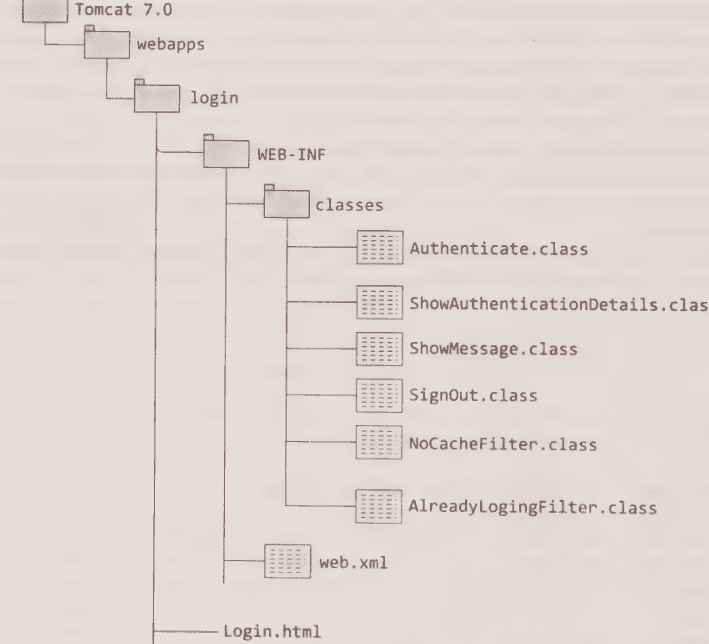 Tomcat 7.0
webapps
login
WEB-INF
classes
Authenticate.class
ShowAuthenticationDetails.clas
ShowMessage.class
SignOut.class
NoCacheFilter.class
AlreadyLogingFilter.class
web.xml
Login.html